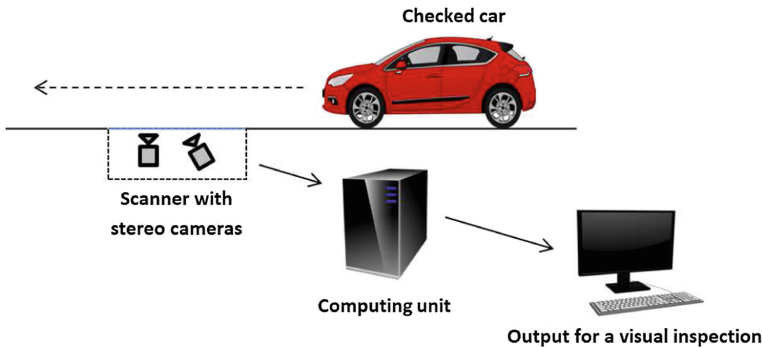 Checked car
Scanner with
stereo cameras
Computing unit
Output for a visual inspection